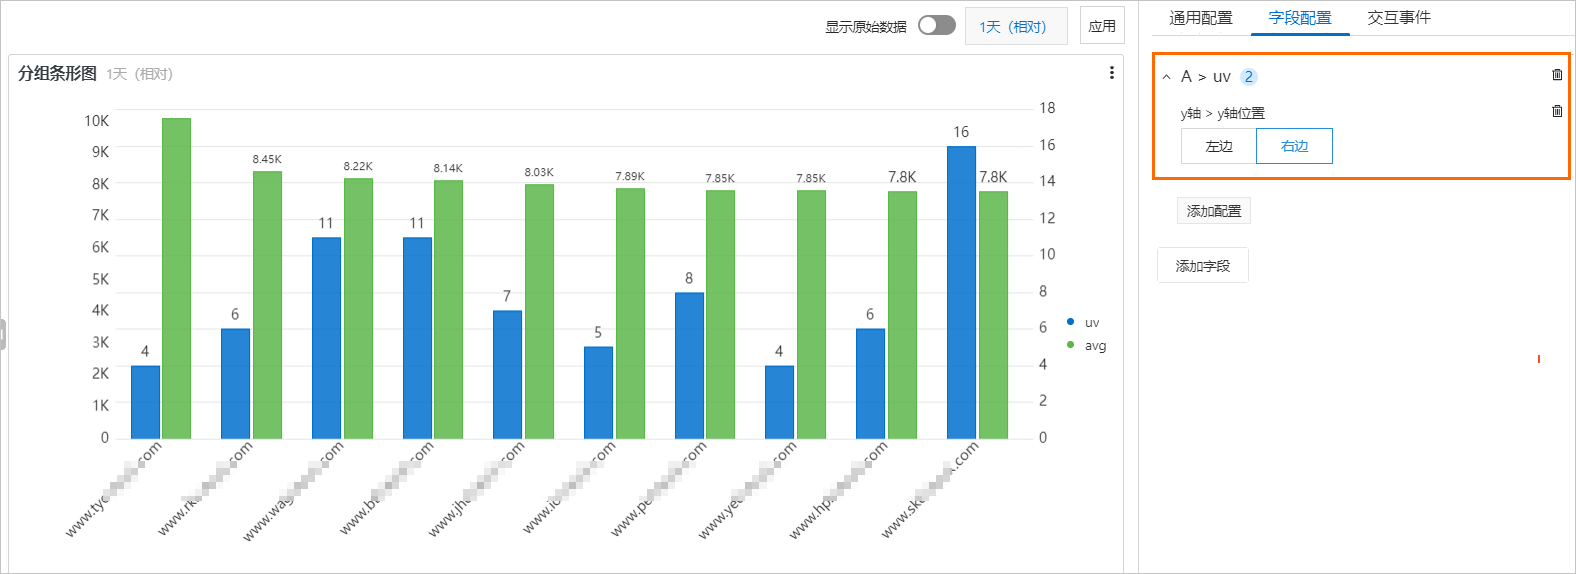 显示原始数据
1天（相对）
应用
分组条形图 1天（相对）
10K
9K
8K
7K
6K
5K
4K
3K
2K
1K
0
18
16
14
12
10
8
6
4
2
0
4
6
8.45K
11
8.22K
11
8.14K
7
8.03K
5
7.89K
8
7.85K
4
7.85K
6
7.8K
16
7.8K
uv
avg
通用配置
字段配置
交互事件
A > uv 2
y轴 > y轴位置
左边
右边
添加配置
添加字段